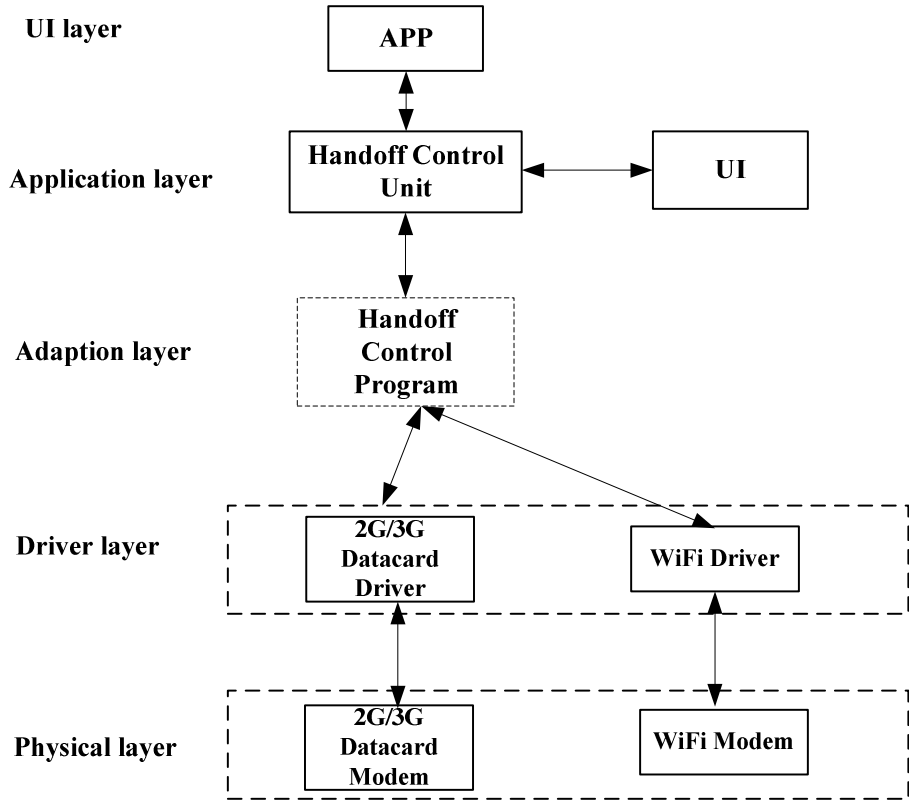 UI layer
APP
Application layer
Handoff Control
Unit
UI
Adaption layer
Handoff
Control
Program
Driver layer
2G/3G
Datacard
Driver
WiFi Driver
Physical layer
2G/3G
Datacard
Modem
WiFi Modem